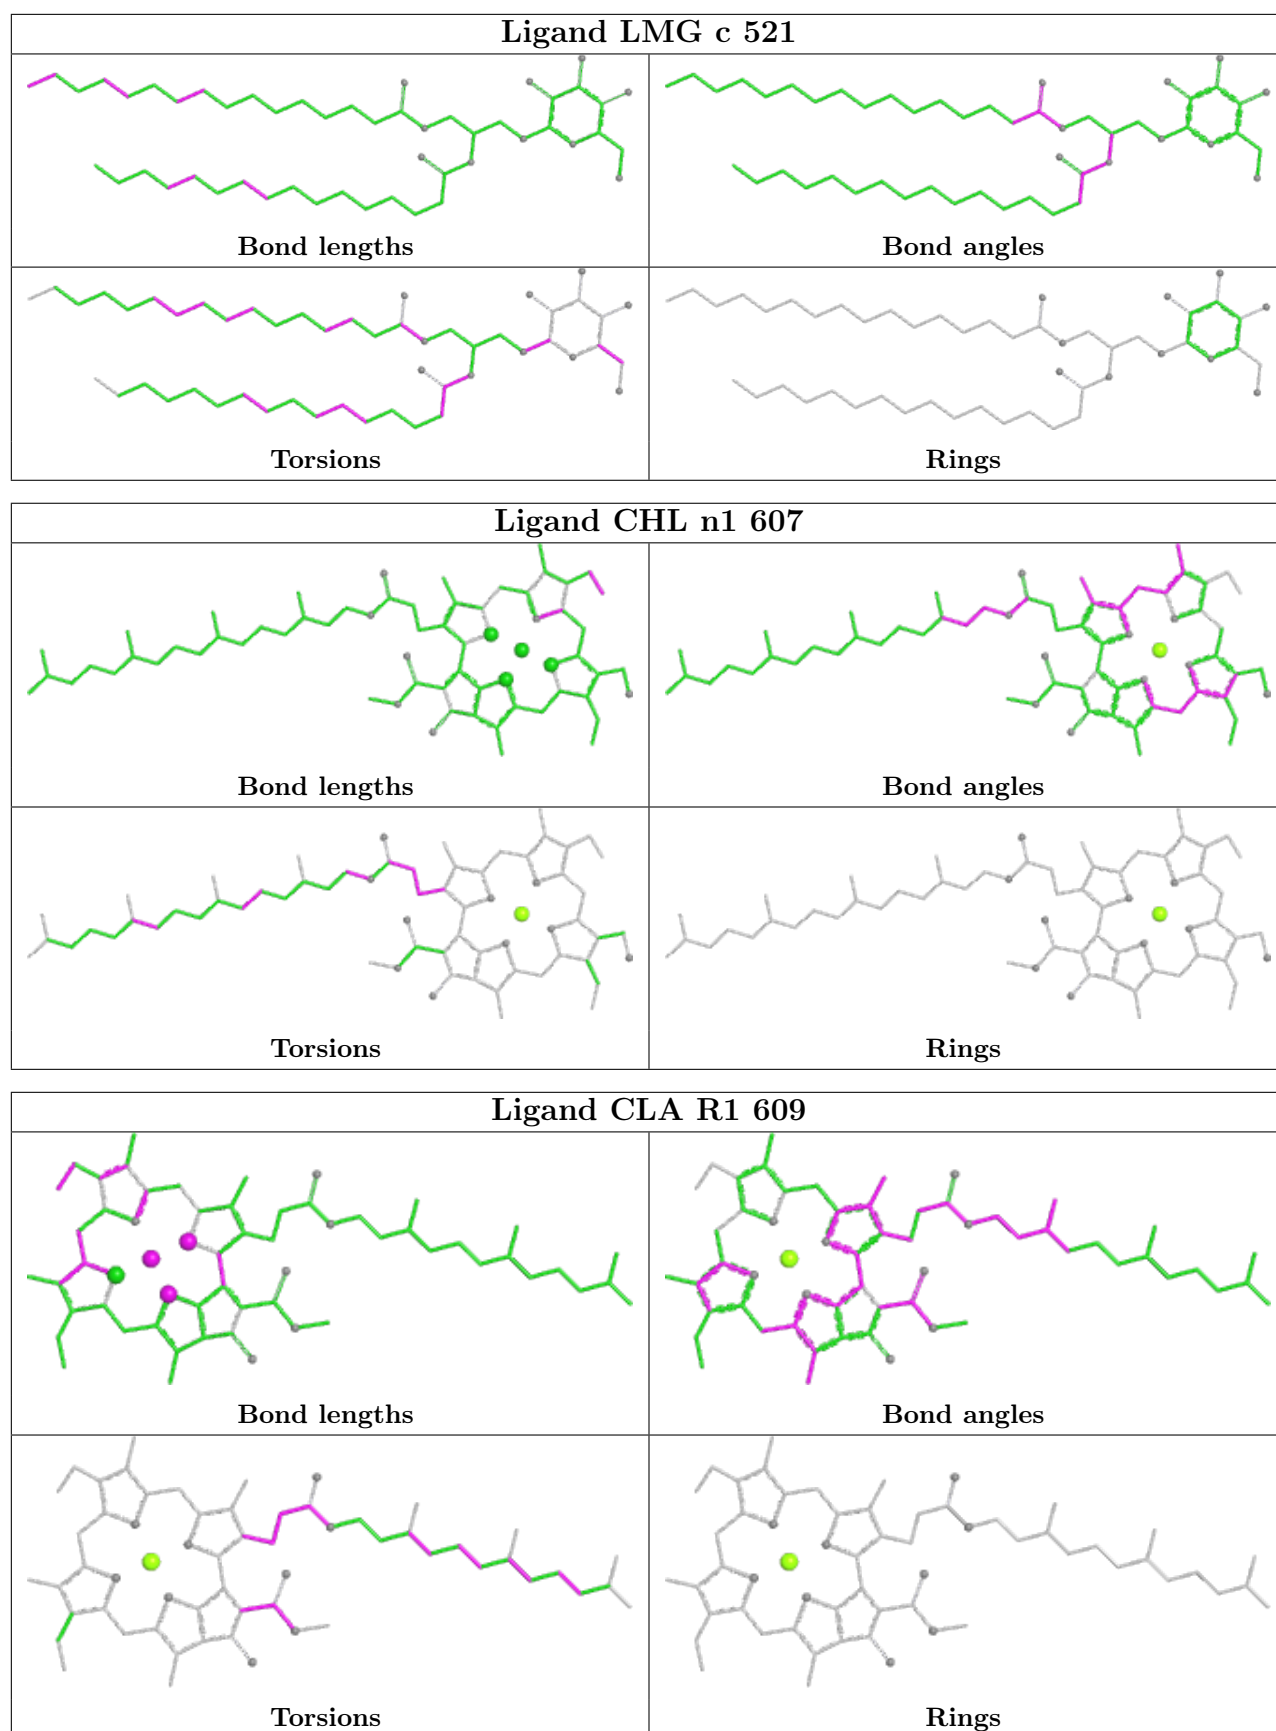 Ligand LMG c 521
Bond lengths
Bond angles
Torsions
Rings
Ligand CHL n1 607
Bond lengths
Bond angles
Torsions
Rings
Ligand CLA R1 609
Bond lengths
Bond angles
Torsions
Rings